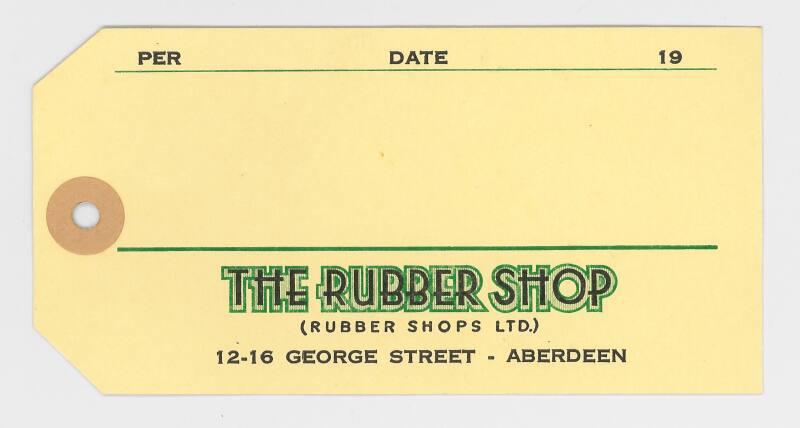 PER DATE 19
THE RUBBER SHOP
(RUBBER SHOPS LTD.)
12-16 GEORGE STREET - ABERDEEN